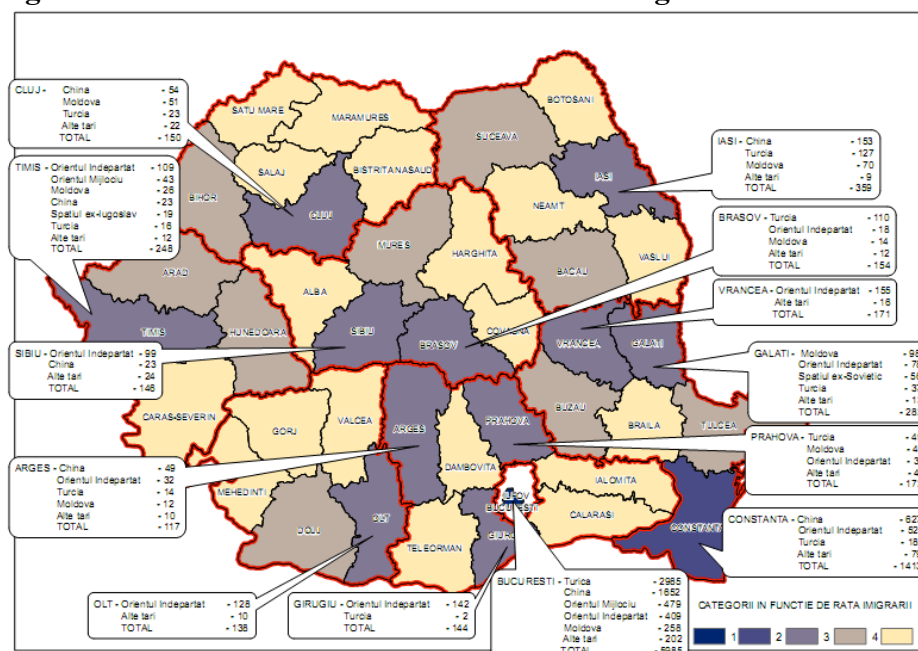 CLUJ - China - 54
Moldova - 51
Turcia - 23
Alte tari - 22
TOTAL - 150
TIMIS - Orientul Indepartat - 109
Orientul Mijlociu - 43
Moldova - 26
China - 23
Spatiul ex-Iugoslav - 19
Turcia - 16
Alte tari - 12
TOTAL - 248
SIBIU - Orientul Indepartat - 99
China - 23
Alte tari - 24
TOTAL - 146
ARGES - China - 49
Orientul Indepartat - 32
Turcia - 14
Moldova - 12
Alte tari - 10
TOTAL - 117
OLT - Orientul Indepartat - 128
Alte tari - 10
TOTAL - 138
GIRUGIU - Orientul Indepartat - 142
Turcia - 2
TOTAL - 144
BUCURESTI - Turica - 2985
China - 1652
Orientul Mijlociu - 479
Orientul Indepartat - 409
Moldova - 258
Alte tari - 202
TOTAL - 5985
IASI - China - 153
Turcia - 127
Moldova - 70
Alte tari - 9
TOTAL - 359
BRASOV - Turcia - 110
Orientul Indepartat - 18
Moldova - 14
Alte tari - 12
TOTAL - 154
VRANCEA - Orientul Indepartat - 155
Alte tari - 16
TOTAL - 171
GALATI - Moldova
Orientul Indepartat
Spatiul ex-Sovietic
Turcia
Alte tari
TOTAL
PRAHOVA - Turcia
Moldova
Orientul Indepartat
Alte tari
TOTAL
CONSTANTA - China
Orientul Indepartat
Turcia
Alte tari
TOTAL - 1413
SATU MARE
MARAMURES
BOTOSANI
SUCEAVA
SALAJ
BISTRITA NASAUD
IASI
BIHOR
CLUJ
NEAMT
MURES
HARGHITA
BACAU
VASLUI
ARAD
ALBA
TIMIS
HUNEDOARA
SIBIU
BRASOV
COVASNA
VRANCEA
GALATI
CARAS-SEVERIN
GORJ
VALCEA
ARGES
PRAHOVA
BUZAU
BRAILA
TULCEA
DAMBOVITA
MEHEDINTI
ILFOV
BUCURESTI
IALOMITA
CALARASI
CONSTANTA
DOLJ
OLT
TELEORMAN
CATEGORII IN FUNCTIE DE RATA IMIGRARII
1 2 3 4